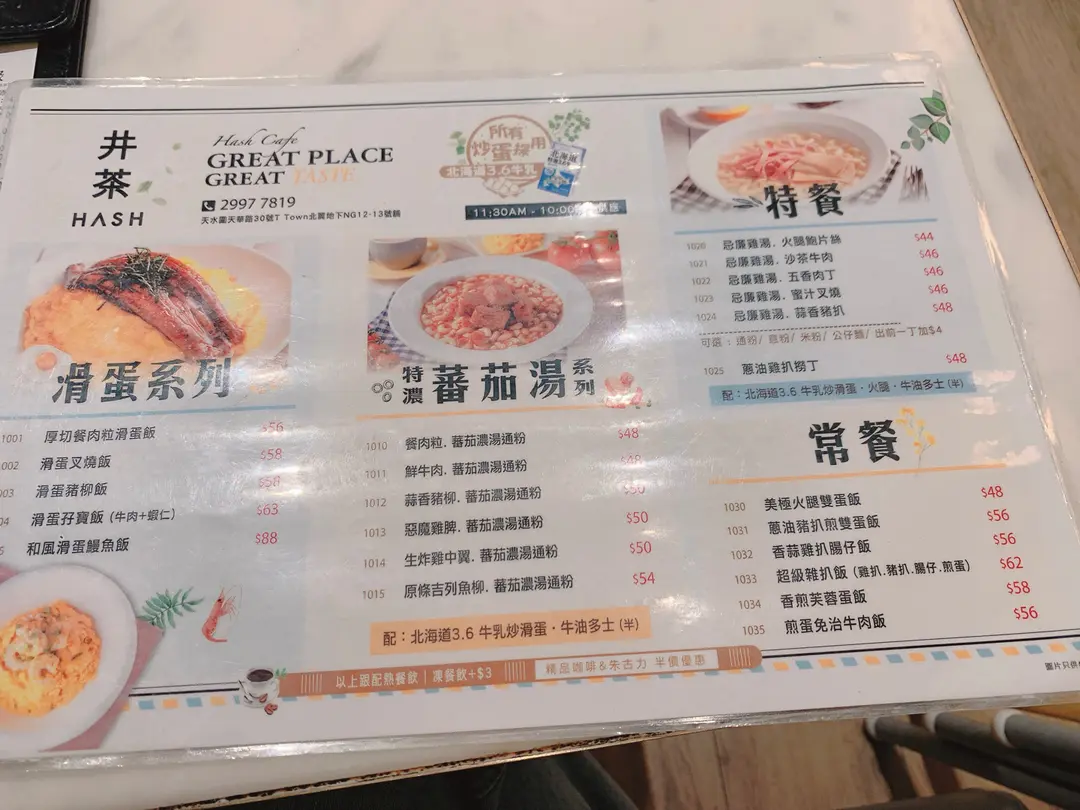 井茶
HASH
Hash Cafe
GREAT PLACE
GREAT TASTE
2997 7819
天水圍天華路30號T Town北翼地下NG12-13號舖
所有
炒蛋採用
北海道3.6牛乳
11:30AM - 10:00
滑蛋系列
1001 厚切餐肉粒滑蛋飯 $56
002 滑蛋叉燒飯 $58
003 滑蛋豬柳飯 $58
04 滑蛋孖寶飯 (牛肉+蝦仁) $63
5 和風滑蛋鰻魚飯 $88
特濃蕃茄湯系列
1010 餐肉粒. 蕃茄濃湯通粉 $48
1011 鮮牛肉. 蕃茄濃湯通粉 $48
1012 蒜香豬柳. 蕃茄濃湯通粉 $50
1013 惡魔雞脾. 蕃茄濃湯通粉 $50
1014 生炸雞中翼. 蕃茄濃湯通粉 $50
1015 原條吉列魚柳. 蕃茄濃湯通粉 $54
配：北海道3.6 牛乳炒滑蛋．牛油多士 (半)
特餐
1020 忌廉雞湯. 火腿鮑片絲 $44
1021 忌廉雞湯. 沙茶牛肉 $46
1022 忌廉雞湯. 五香肉丁 $46
1023 忌廉雞湯. 蜜汁叉燒 $46
1024 忌廉雞湯. 蒜香豬扒 $48
可選：通粉/ 意粉/ 米粉/ 公仔麵/ 出前一丁加$4
1025 蔥油雞扒撈丁 $48
配：北海道3.6 牛乳炒滑蛋．火腿．牛油多士 (半)
常餐
1030 美極火腿雙蛋飯 $48
1031 蔥油豬扒煎雙蛋飯 $56
1032 香蒜雞扒腸仔飯 $56
1033 超級雜扒飯 (雞扒.豬扒.腸仔.煎蛋) $62
1034 香煎芙蓉蛋飯 $58
1035 煎蛋免治牛肉飯 $56
以上跟配熱餐飲｜凍餐飲+$3
精品咖啡&朱古力 半價優惠
圖片只供